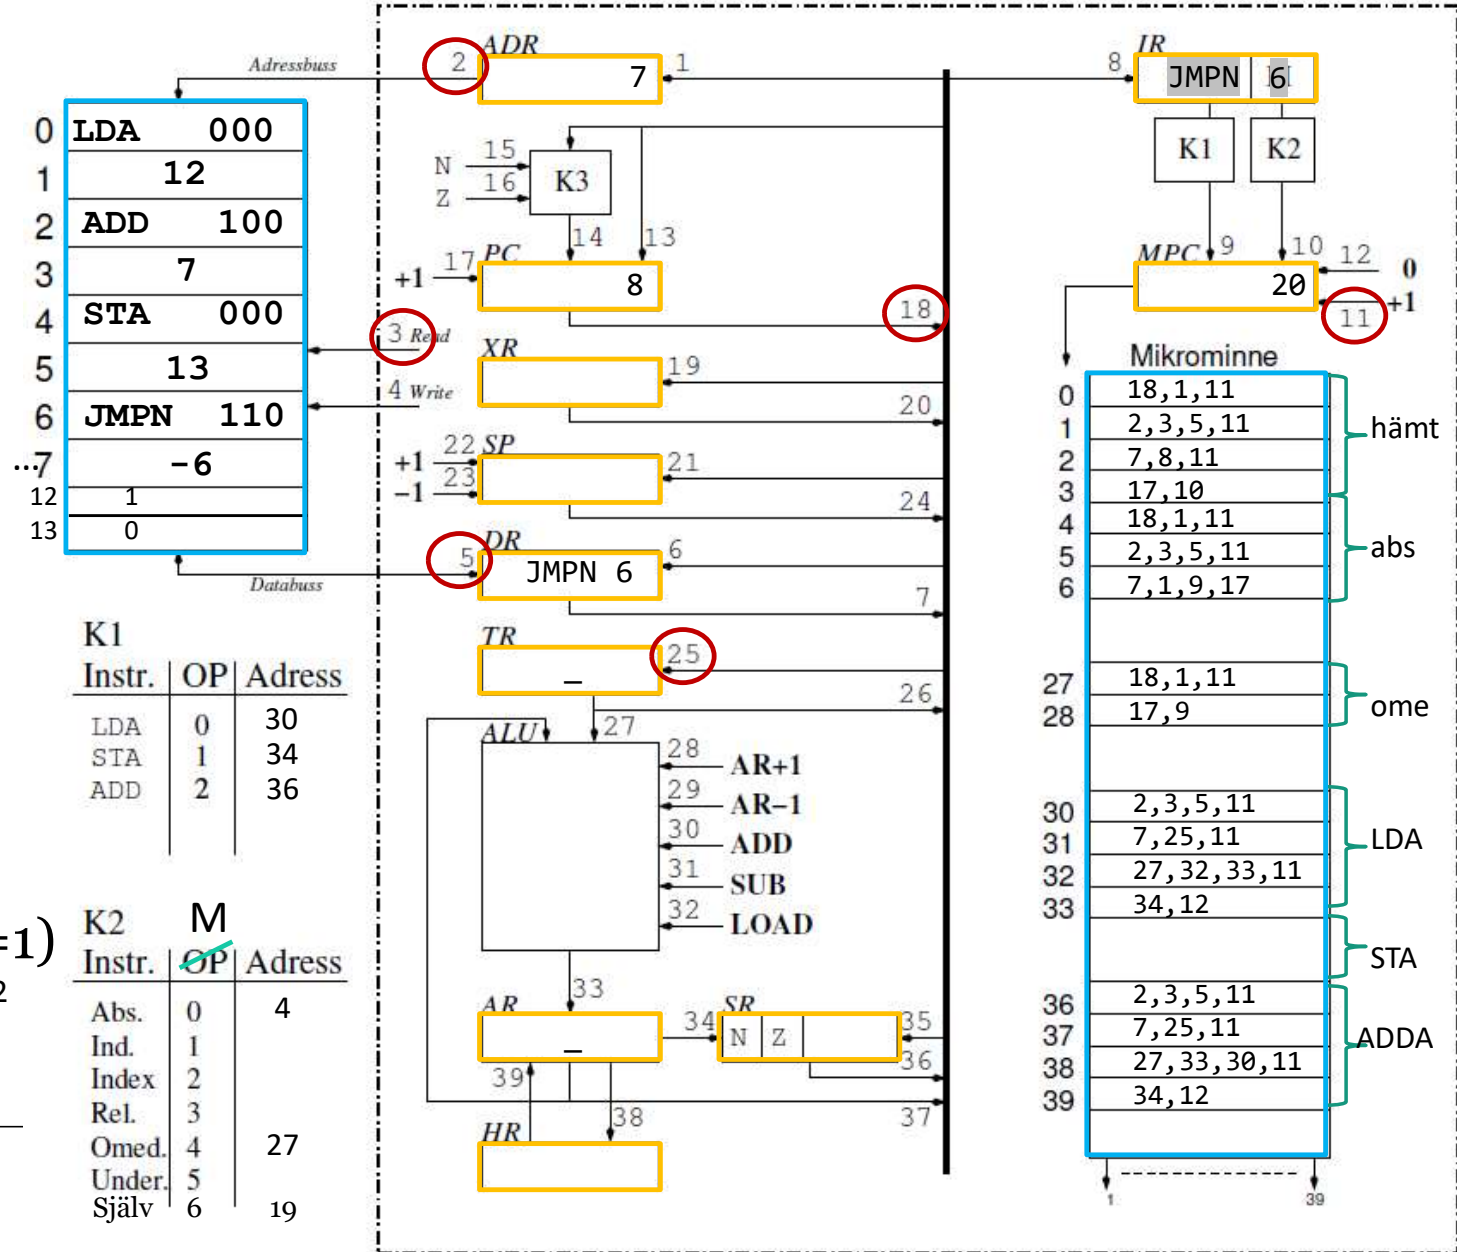 Adressbuss
0 LDA 000
1 12
2 ADD 100
3 7
4 STA 000
5 13
6 JMPN 110
...7 -6
12 1
13 0
Databuss
3 Read
4 Write
K1
Instr. OP Adress
LDA 0 30
STA 1 34
ADD 2 36
=1)
2
K2 M
Instr. OP Adress
Abs. 0 4
Ind. 1
Index 2
Rel. 3
Omed. 4 27
Under. 5
Själv 6 19
2 ADR 1
7
N 15
Z 16
K3
14 13
+1 17 PC
8
18
XR 19
20
+1 22 SP 21
-1 23
24
5 DR 6
JMPN 6
7
TR 25
_
26
ALU 27
28 AR+1
29 AR−1
30 ADD
31 SUB
32 LOAD
33
AR 34 SR 35
_ N Z
36
39 38 37
HR
8 IR
JMPN 6
K1 K2
9 10 12 0
MPC
20
11 +1
Mikrominne
0 18,1,11
1 2,3,5,11
hämt
2 7,8,11
3 17,10
4 18,1,11
5 2,3,5,11
abs
6 7,1,9,17
27 18,1,11
ome
28 17,9
30 2,3,5,11
31 7,25,11
LDA
32 27,32,33,11
33 34,12
STA
36 2,3,5,11
37 7,25,11
ADDA
38 27,33,30,11
39 34,12
1 39